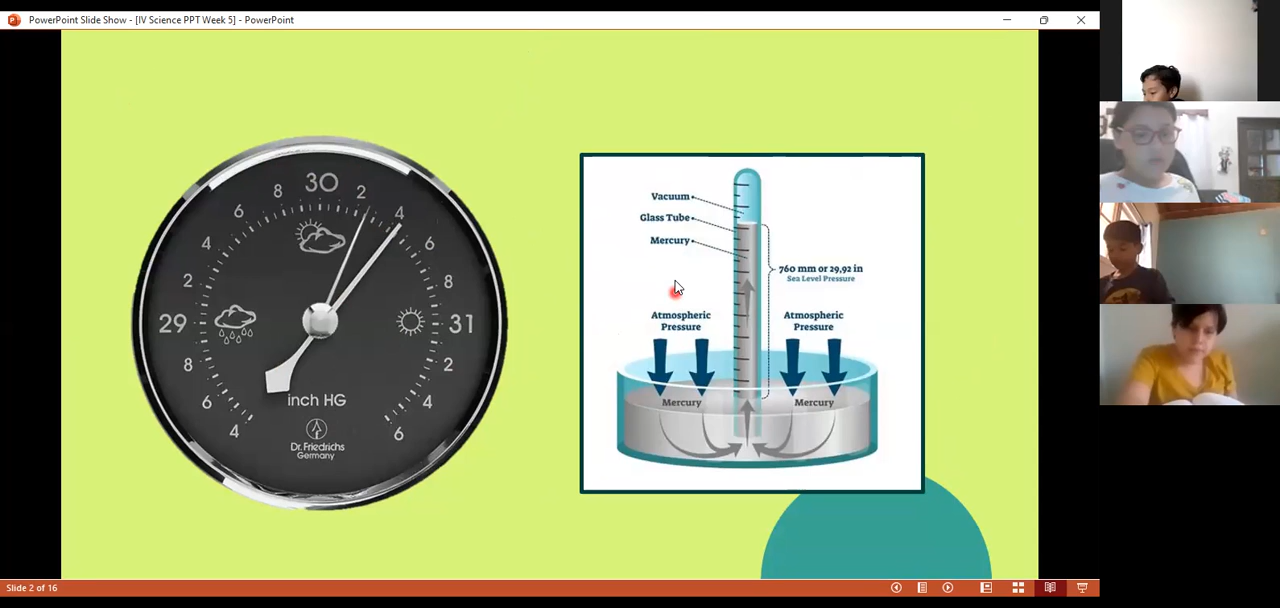 PowerPoint Slide Show - [IV Science PPT Week 5] - PowerPoint
30
8
2
6
4
4
6
2
8
29
31
8
2
6
4
4
6
inch HG
Dr. Friedrichs
Germany
Vacuum
Glass Tube
Mercury
760 mm or 29,92 in
Sea Level Pressure
Atmospheric
Pressure
Atmospheric
Pressure
Mercury
Mercury
Slide 2 of 16